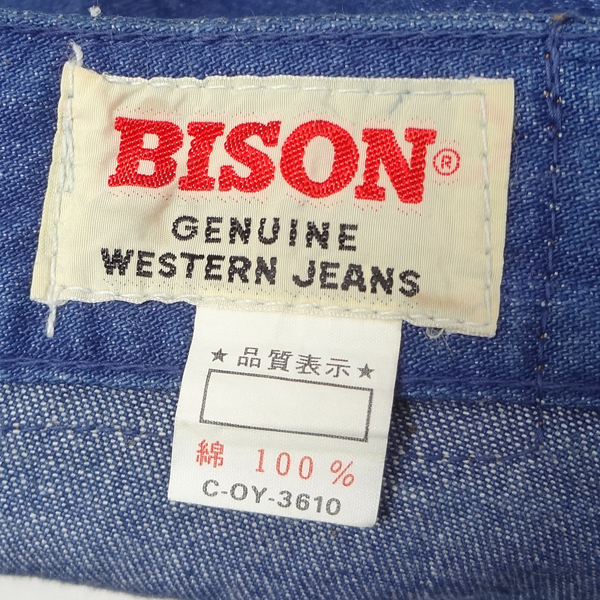 BISON®
GENUINE
WESTERN JEANS
★ 品質表示 ★
綿 100%
C-OY-3610